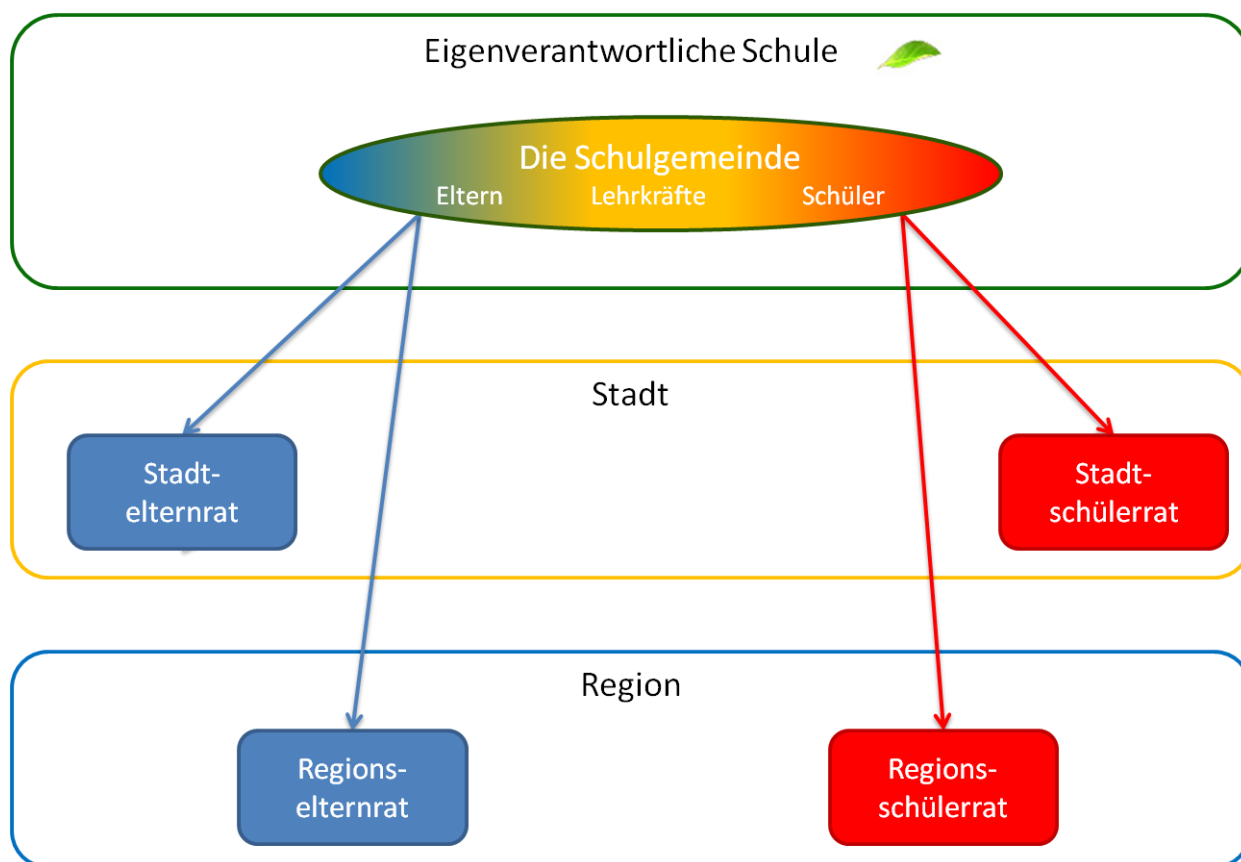 Eigenverantwortliche Schule
Die Schulgemeinde
Eltern Lehrkräfte Schüler
Stadt
Stadt-
elternrat
Stadt-
schülerrat
Region
Regions-
elternrat
Regions-
schülerrat